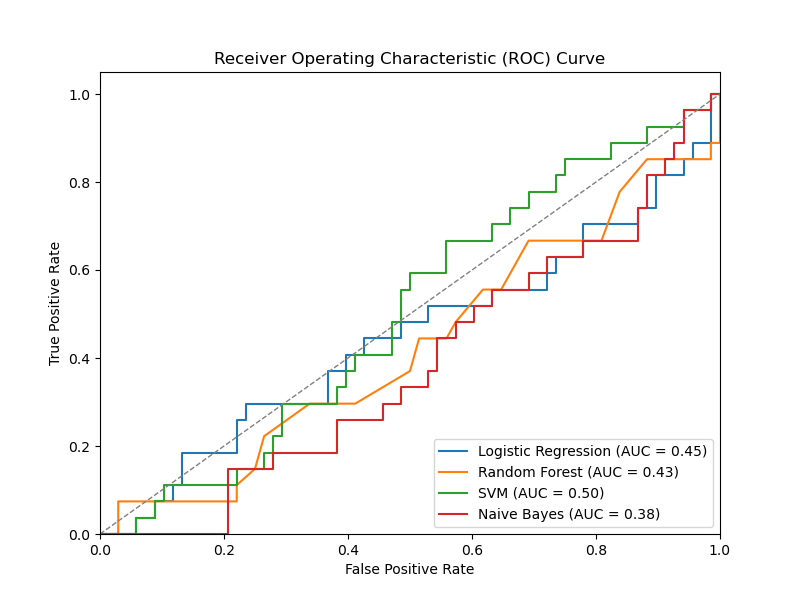 Receiver Operating Characteristic (ROC) Curve
True Positive Rate
1.0
0.8
0.6
0.4
0.2
0.0
0.0 0.2 0.4 0.6 0.8 1.0
False Positive Rate
Logistic Regression (AUC = 0.45)
Random Forest (AUC = 0.43)
SVM (AUC = 0.50)
Naive Bayes (AUC = 0.38)